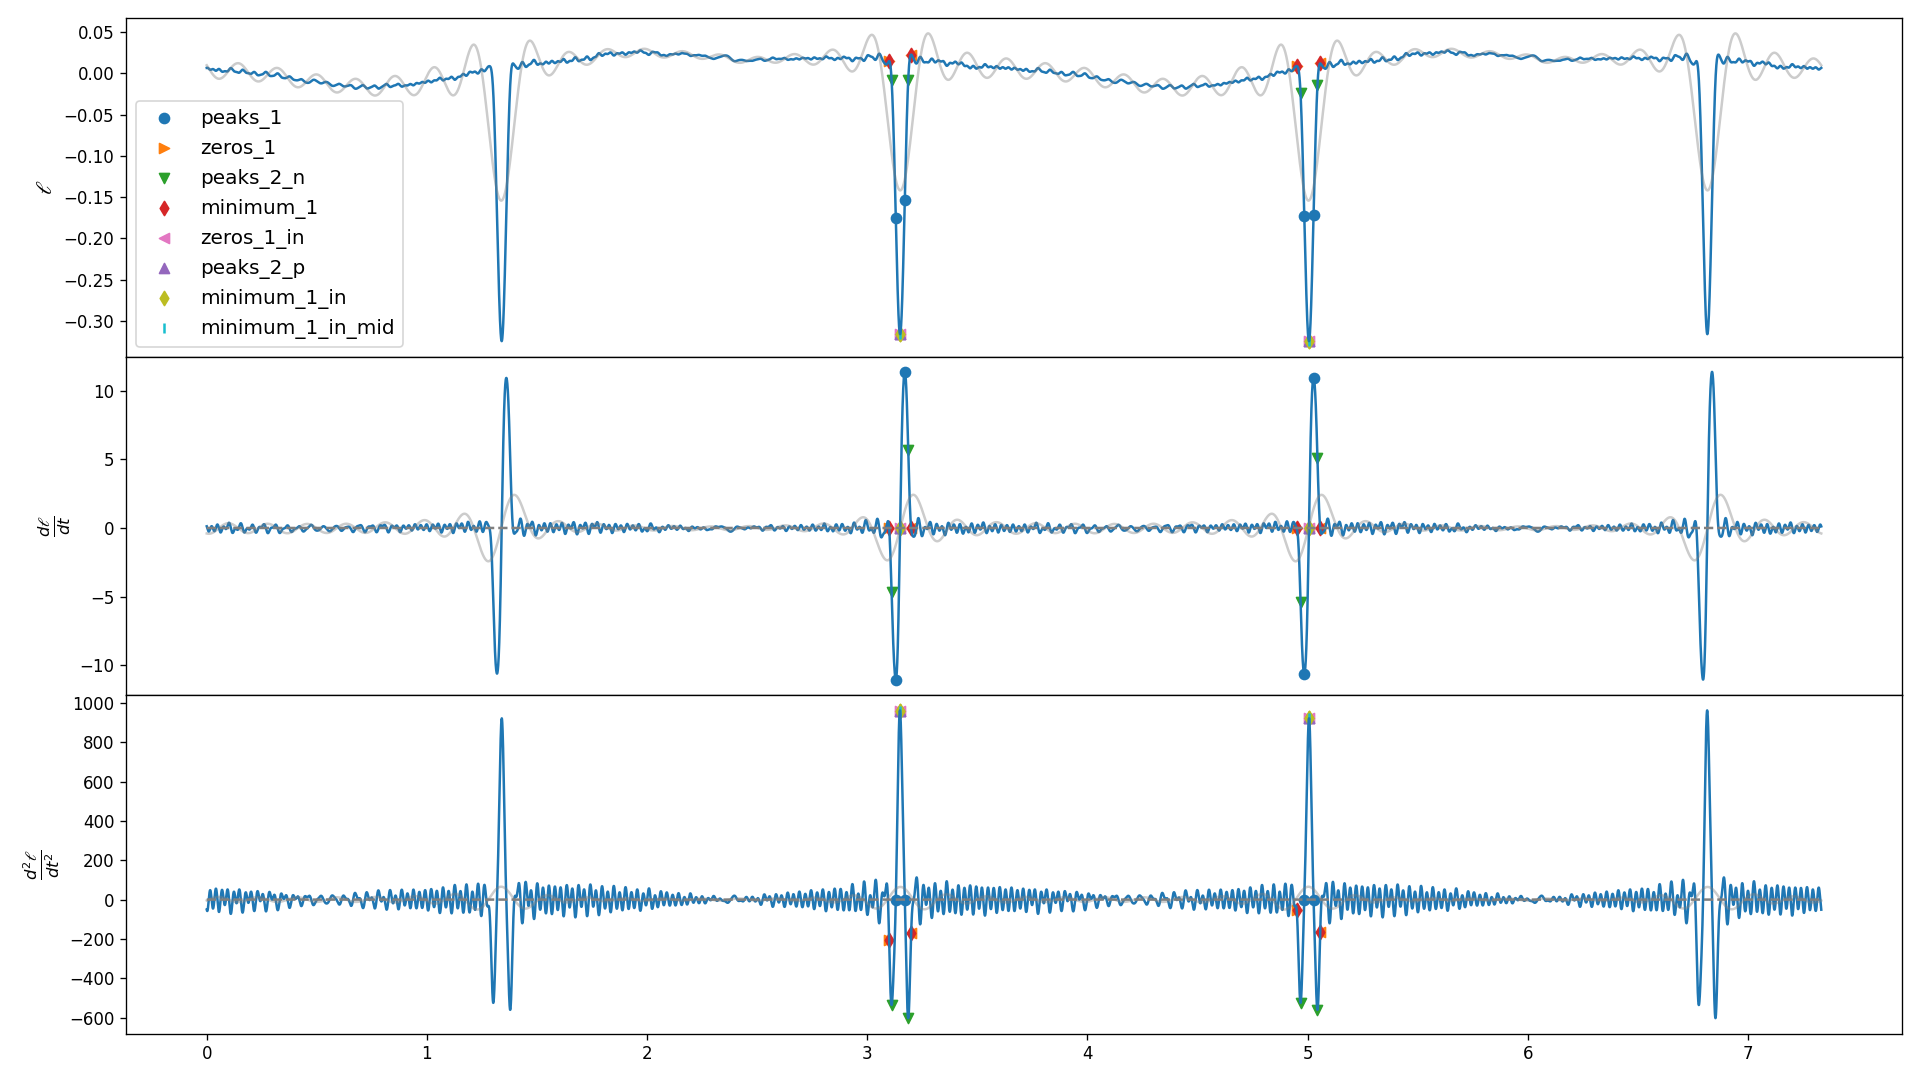 0.05
0.00
−0.05
−0.10
−0.15
−0.20
−0.25
−0.30
ℓ
peaks_1
zeros_1
peaks_2_n
minimum_1
zeros_1_in
peaks_2_p
minimum_1_in
minimum_1_in_mid
10
5
0
−5
−10
dℓ
dt
1000
800
600
400
200
0
−200
−400
−600
d²ℓ
dt²
0 1 2 3 4 5 6 7